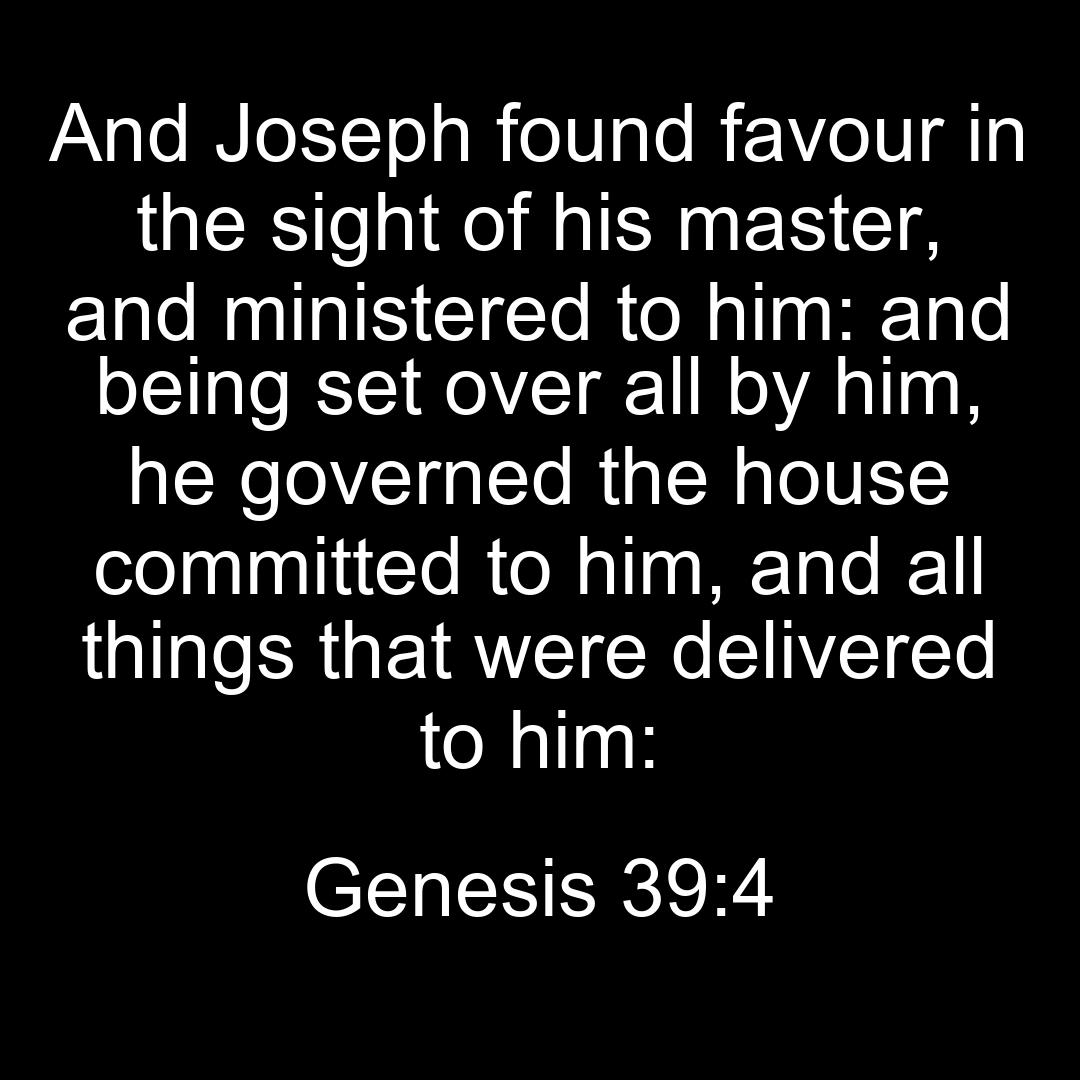 And Joseph found favour in
the sight of his master,
and ministered to him: and
being set over all by him,
he governed the house
committed to him, and all
things that were delivered
to him:
Genesis 39:4